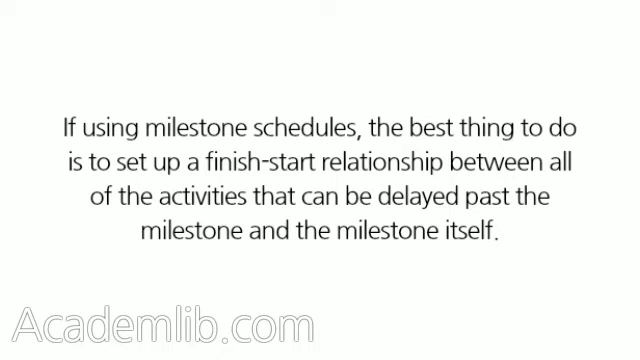 If using milestone schedules, the best thing to do
is to set up a finish-start relationship between all
of the activities that can be delayed past the
milestone and the milestone itself.
Academlib.com